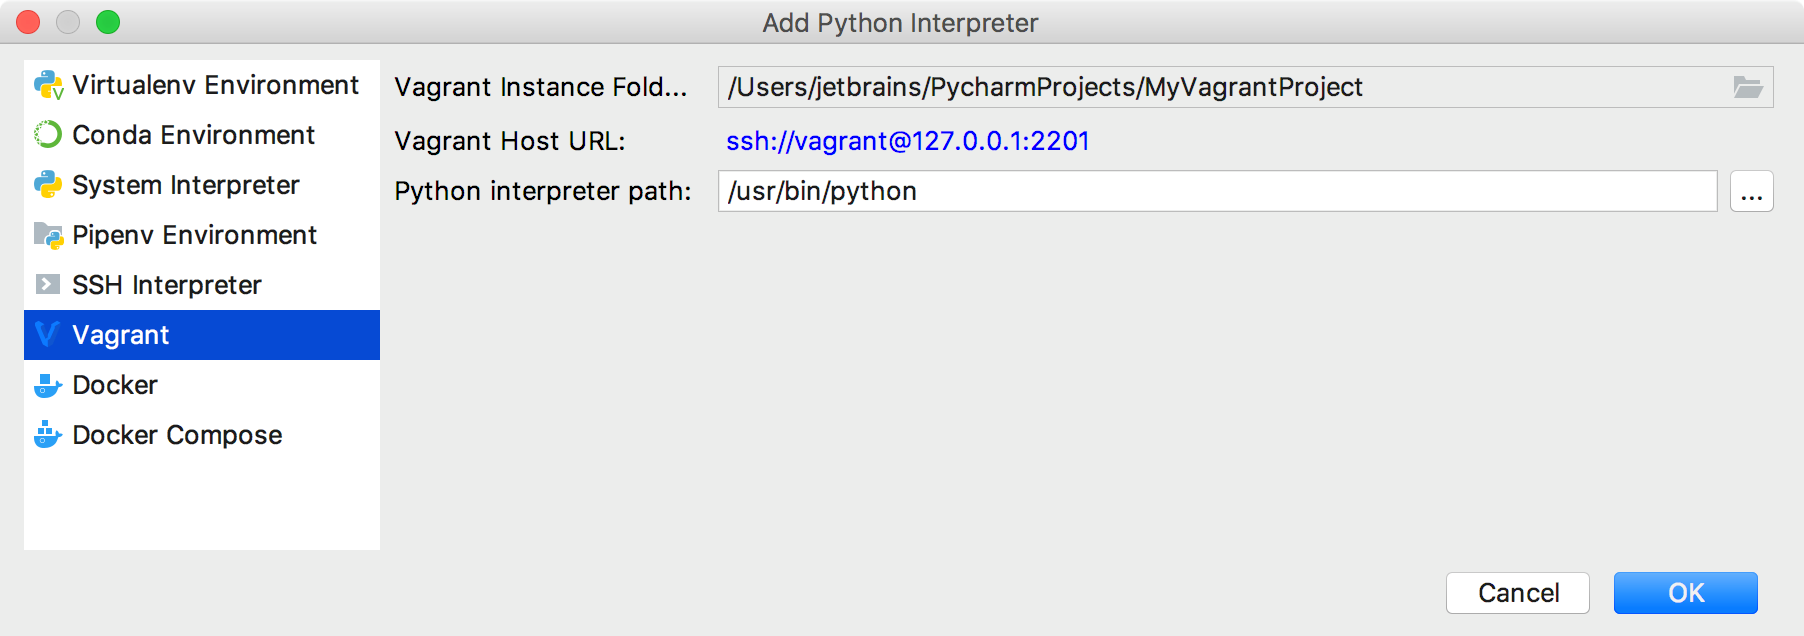 Add Python Interpreter
Virtualenv Environment
Conda Environment
System Interpreter
Pipenv Environment
SSH Interpreter
Vagrant
Docker
Docker Compose
Vagrant Instance Fold... /Users/jetbrains/PycharmProjects/MyVagrantProject
Vagrant Host URL: ssh://vagrant@127.0.0.1:2201
Python interpreter path: /usr/bin/python ...
Cancel OK